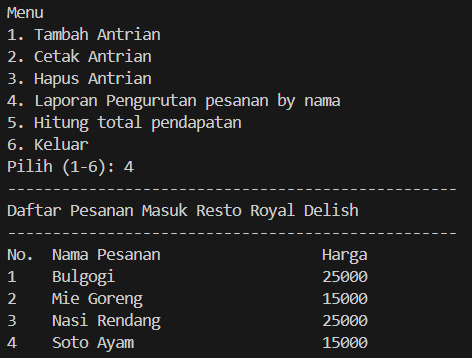 Menu
1. Tambah Antrian
2. Cetak Antrian
3. Hapus Antrian
4. Laporan Pengurutan pesanan by nama
5. Hitung total pendapatan
6. Keluar
Pilih (1-6): 4
--------------------------------------------------
Daftar Pesanan Masuk Resto Royal Delish
--------------------------------------------------
No.  Nama Pesanan                  Harga
1    Bulgogi                       25000
2    Mie Goreng                    15000
3    Nasi Rendang                  25000
4    Soto Ayam                     15000